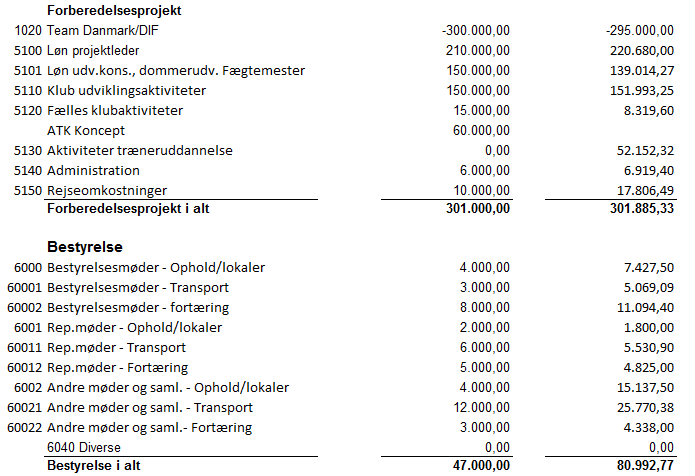 Forberedelsesprojekt
1020 Team Danmark/DIF -300.000,00 -295.000,00
5100 Løn projektleder 210.000,00 220.680,00
5101 Løn udv.kons., dommerudv. Fægtemester 150.000,00 139.014,27
5110 Klub udviklingsaktiviteter 150.000,00 151.993,25
5120 Fælles klubaktiviteter 15.000,00 8.319,60
ATK Koncept 60.000,00
5130 Aktiviteter træneruddannelse 0,00 52.152,32
5140 Administration 6.000,00 6.919,40
5150 Rejseomkostninger 10.000,00 17.806,49
Forberedelsesprojekt i alt 301.000,00 301.885,33
Bestyrelse
6000 Bestyrelsesmøder - Ophold/lokaler 4.000,00 7.427,50
60001 Bestyrelsesmøder - Transport 3.000,00 5.069,09
60002 Bestyrelsesmøder - fortæring 8.000,00 11.094,40
6001 Rep.møder - Ophold/lokaler 2.000,00 1.800,00
60011 Rep.møder - Transport 6.000,00 5.530,90
60012 Rep.møder - Fortæring 5.000,00 4.825,00
6002 Andre møder og saml. - Ophold/lokaler 4.000,00 15.137,50
60021 Andre møder og saml. - Transport 12.000,00 25.770,38
60022 Andre møder og saml.- Fortæring 3.000,00 4.338,00
6040 Diverse 0,00 0,00
Bestyrelse i alt 47.000,00 80.992,77